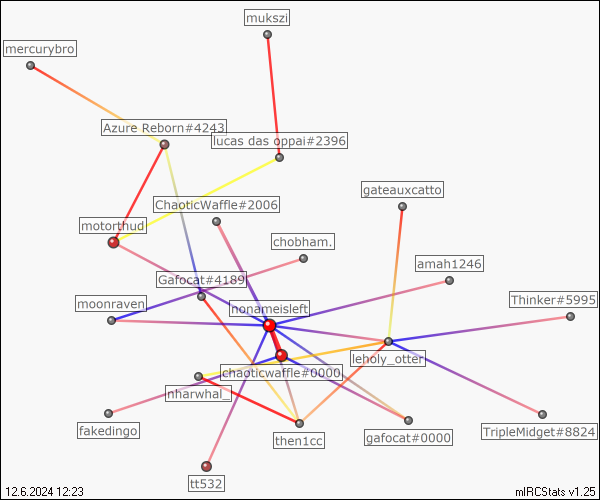 mukszi
mercurybro
Azure Reborn#4243
lucas das oppai#2396
gateauxcatto
ChaoticWaffle#2006
motorthud
chobham.
amah1246
Gafocat#4189
Thinker#5995
moonraven
nonameisleft
leholy_otter
chaoticwaffle#0000
nharwhal_
fakedingo
then1cc
gafocat#0000
TripleMidget#8824
tt532
12.6.2024 12:23
mIRCStats v1.25